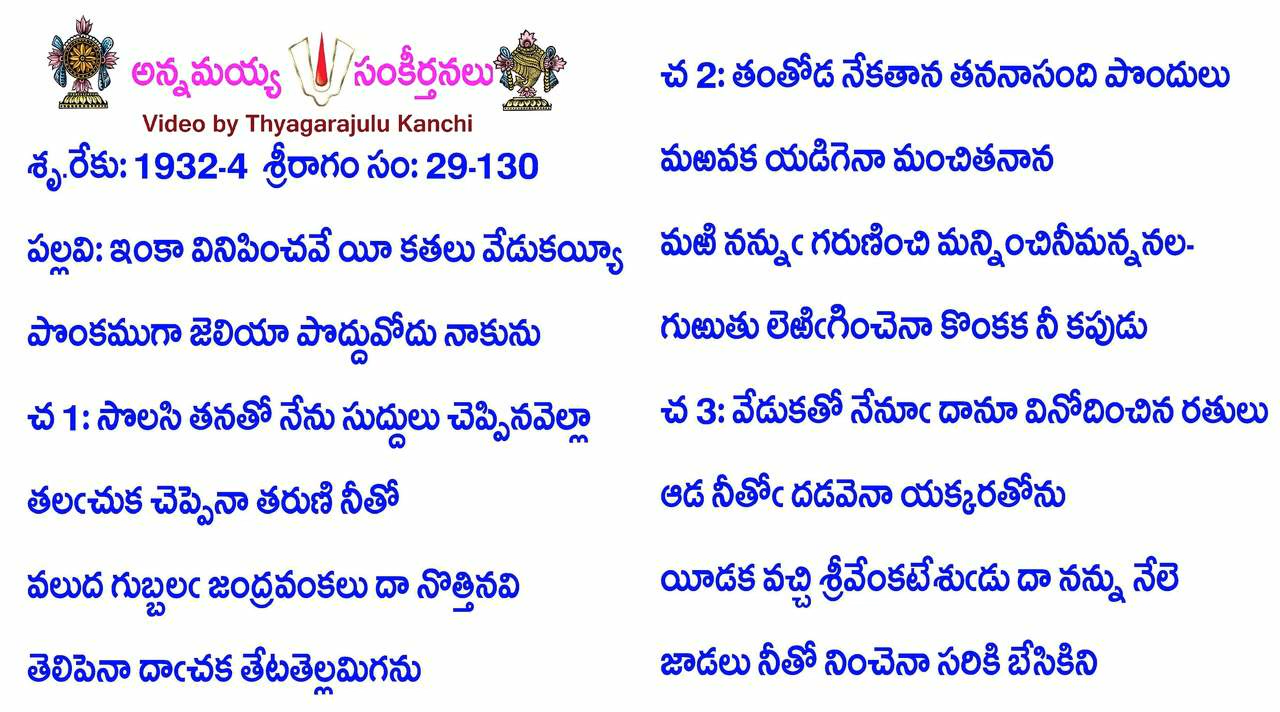 అన్నమయ్య సంకీర్తనలు
Video by Thyagarajulu Kanchi
శృ.రేకు: 1932-4 శ్రీరాగం సం: 29-130
పల్లవి: ఇంకా వినిపించవే యీ కతలు వేడుకయ్యీ
పొంకముగా జెలియా పొద్దువోదు నాకును
చ 1: సొలసి తనతో నేను సుద్దులు చెప్పినవెల్లా
తలఁచుక చెప్పెనా తరుణి నీతో
వలుద గుబ్బలఁ జంద్రవంకలు దా నొత్తినవి
తెలిపెనా దాఁచక తేటతెల్లమిగను
చ 2: తంతోడ నేకతాన తననాసంది పొందులు
మఱవక యడిగెనా మంచితనాన
మఱి నన్నుఁ గరుణించి మన్నించినీమన్ననల-
గుఱుతు లెఱిఁగించెనా కొంకక నీ కపుడు
చ 3: వేడుకతో నేనూఁ దానూ వినోదించిన రతులు
ఆడ నీతోఁ దడవెనా యక్కరతోను
యీడక వచ్చి శ్రీవేంకటేశుఁడు దా నన్ను నేలె
జాడలు నీతో నించెనా సరికి బేసికిని